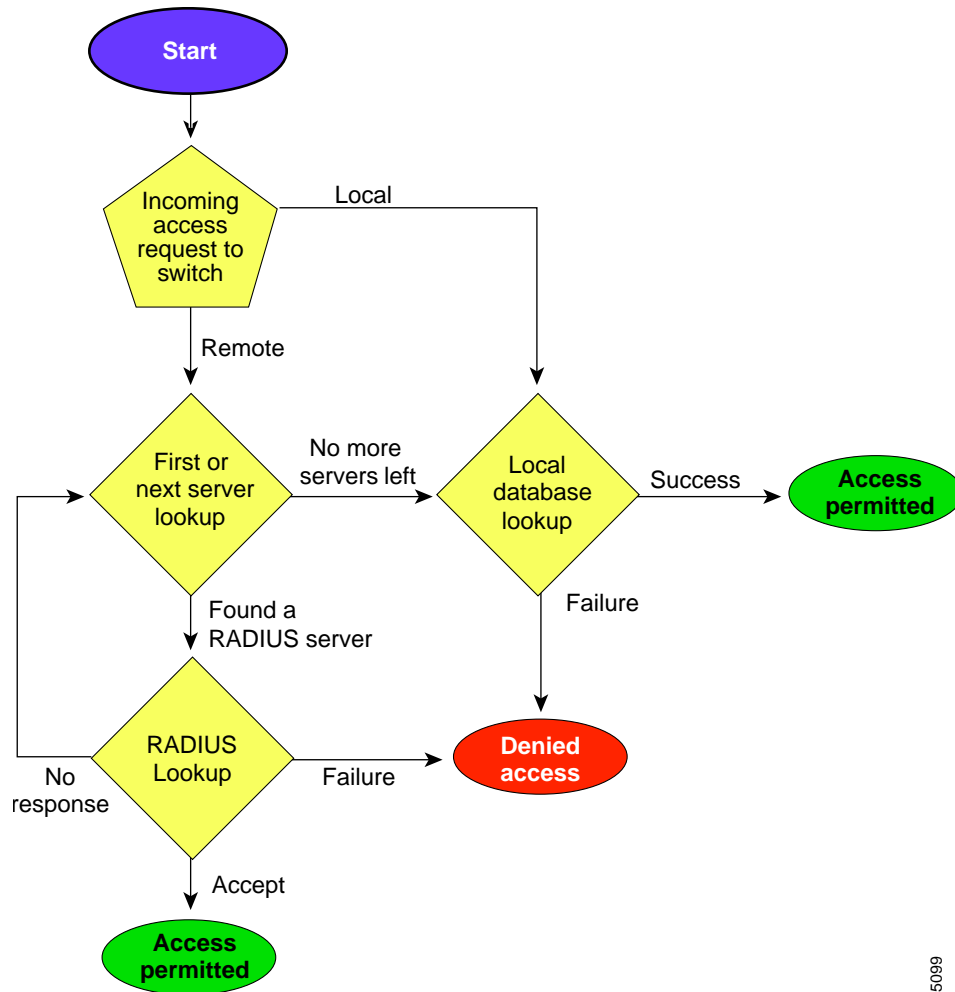 Start
Incoming
access
request to
switch
Local
Remote
First or
next server
lookup
No more
servers left
Local
database
lookup
Success
Access
permitted
Found a
RADIUS server
Failure
RADIUS
Lookup
No
response
Failure
Denied
access
Accept
Access
permitted
5099